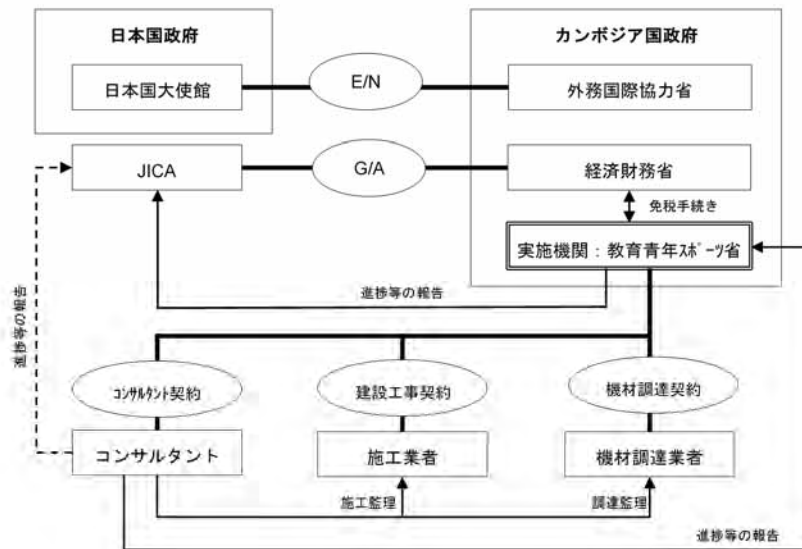 日本国政府
カンボジア国政府
日本国大使館
E/N
外務国際協力省
JICA
G/A
経済財務省
免税手続き
実施機関：教育青年ｽﾎﾟｰﾂ省
進捗等の報告
進捗等の報告
ｺﾝｻﾙﾀﾝﾄ契約
建設工事契約
機材調達契約
コンサルタント
施工業者
機材調達業者
施工監理
調達監理
進捗等の報告